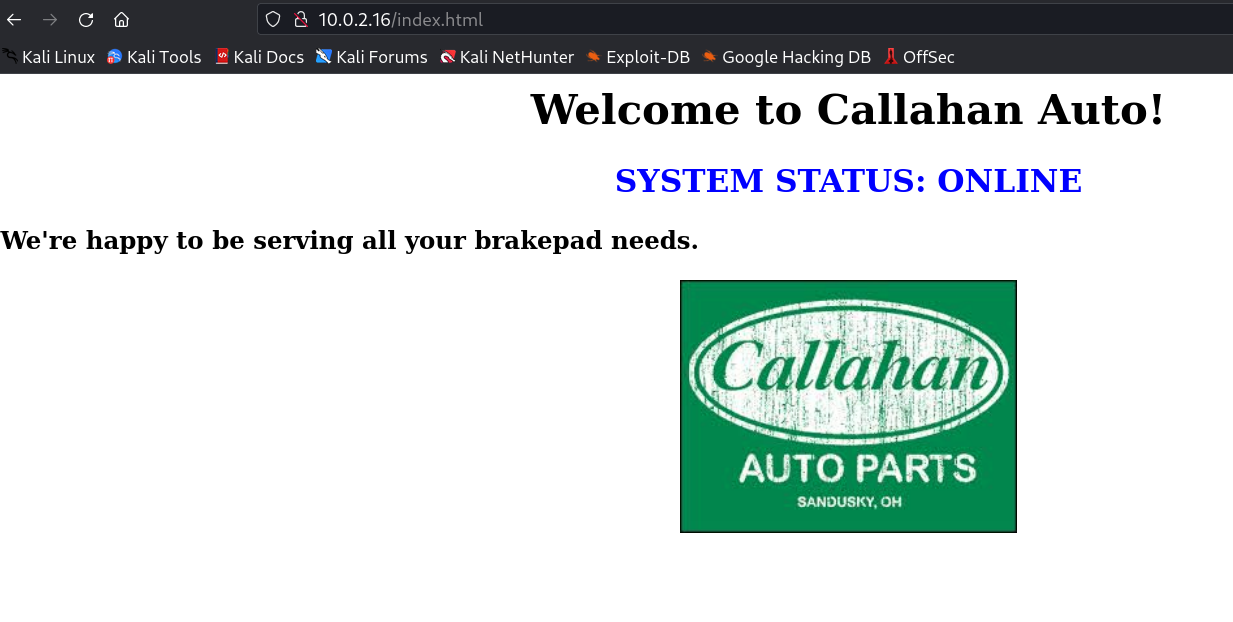 10.0.2.16/index.html
Kali Linux Kali Tools Kali Docs Kali Forums Kali NetHunter Exploit-DB Google Hacking DB OffSec
Welcome to Callahan Auto!
SYSTEM STATUS: ONLINE
We're happy to be serving all your brakepad needs.
Callahan
AUTO PARTS
SANDUSKY, OH